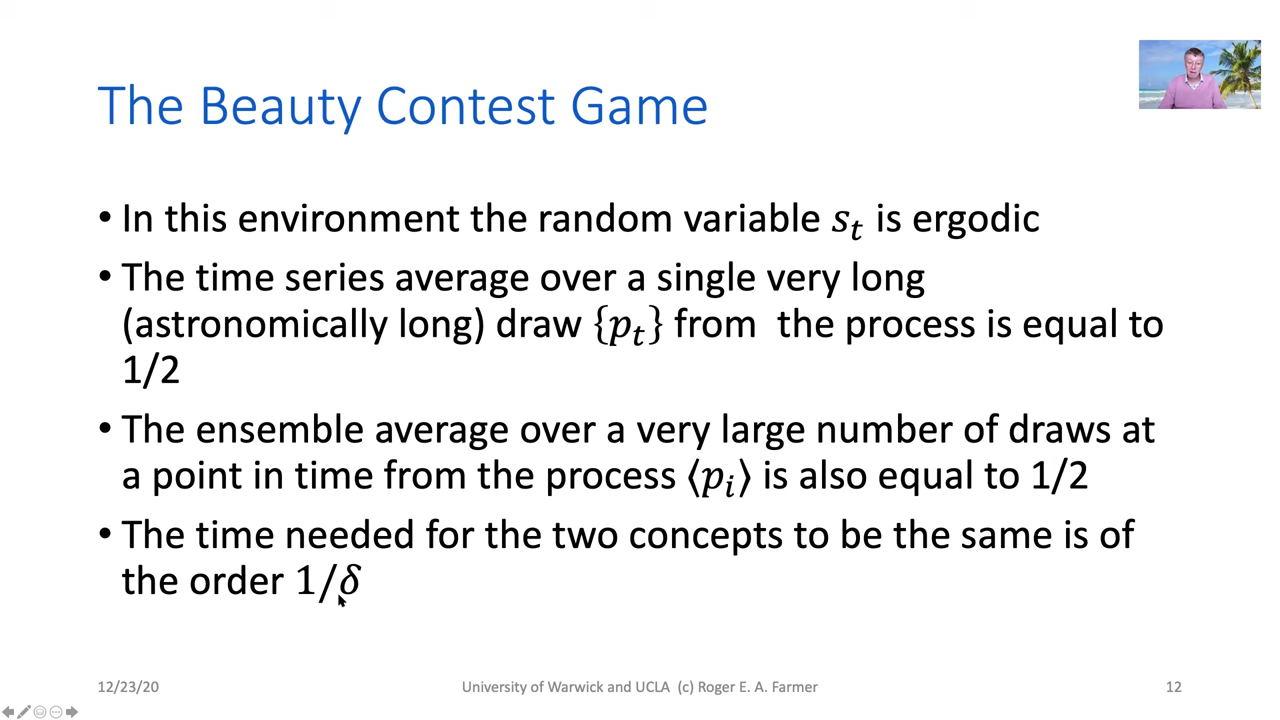 The Beauty Contest Game
• In this environment the random variable $s_t$ is ergodic
• The time series average over a single very long
(astronomically long) draw $\{p_t\}$ from the process is equal to
1/2
• The ensemble average over a very large number of draws at
a point in time from the process $\langle p_i \rangle$ is also equal to 1/2
• The time needed for the two concepts to be the same is of
the order $1/\delta$
12/23/20 University of Warwick and UCLA (c) Roger E. A. Farmer 12